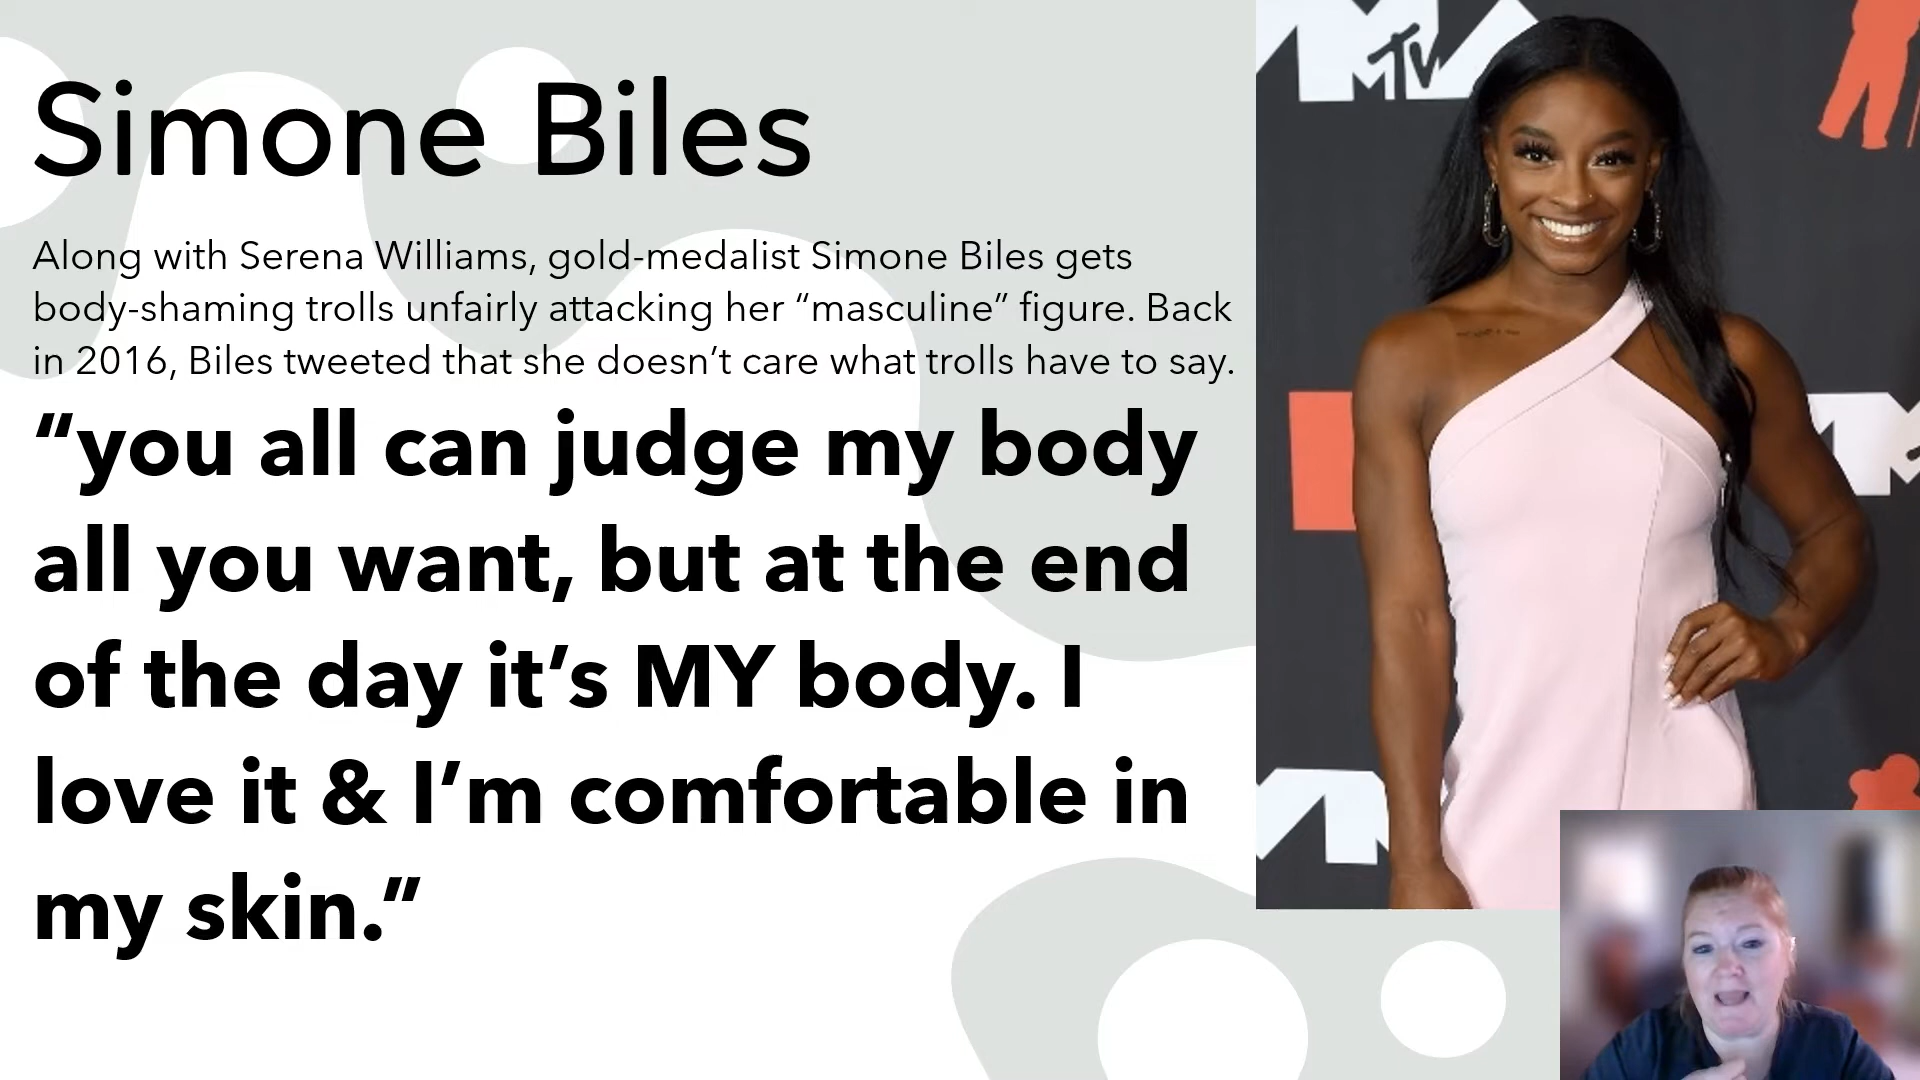 Simone Biles
Along with Serena Williams, gold-medalist Simone Biles gets
body-shaming trolls unfairly attacking her “masculine” figure. Back
in 2016, Biles tweeted that she doesn’t care what trolls have to say.
“you all can judge my body
all you want, but at the end
of the day it’s MY body. I
love it & I’m comfortable in
my skin.”
MTV